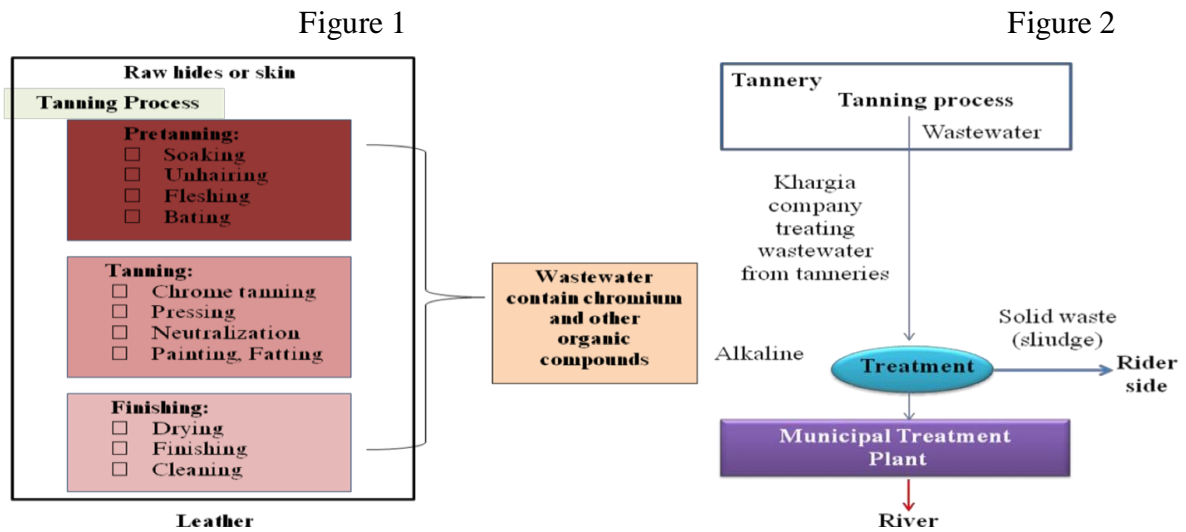 Figure 1
Raw hides or skin
Tanning Process
Pretanning:
☐ Soaking
☐ Unhairing
☐ Fleshing
☐ Bating
Tanning:
☐ Chrome tanning
☐ Pressing
☐ Neutralization
☐ Painting, Fatting
Finishing:
☐ Drying
☐ Finishing
☐ Cleaning
Leather
Wastewater
contain chromium
and other
organic
compounds
Figure 2
Tannery
Tanning process
Wastewater
Khargia
company
treating
wastewater
from tanneries
Alkaline
Treatment
Solid waste
(sliudge)
Rider
side
Municipal Treatment
Plant
River